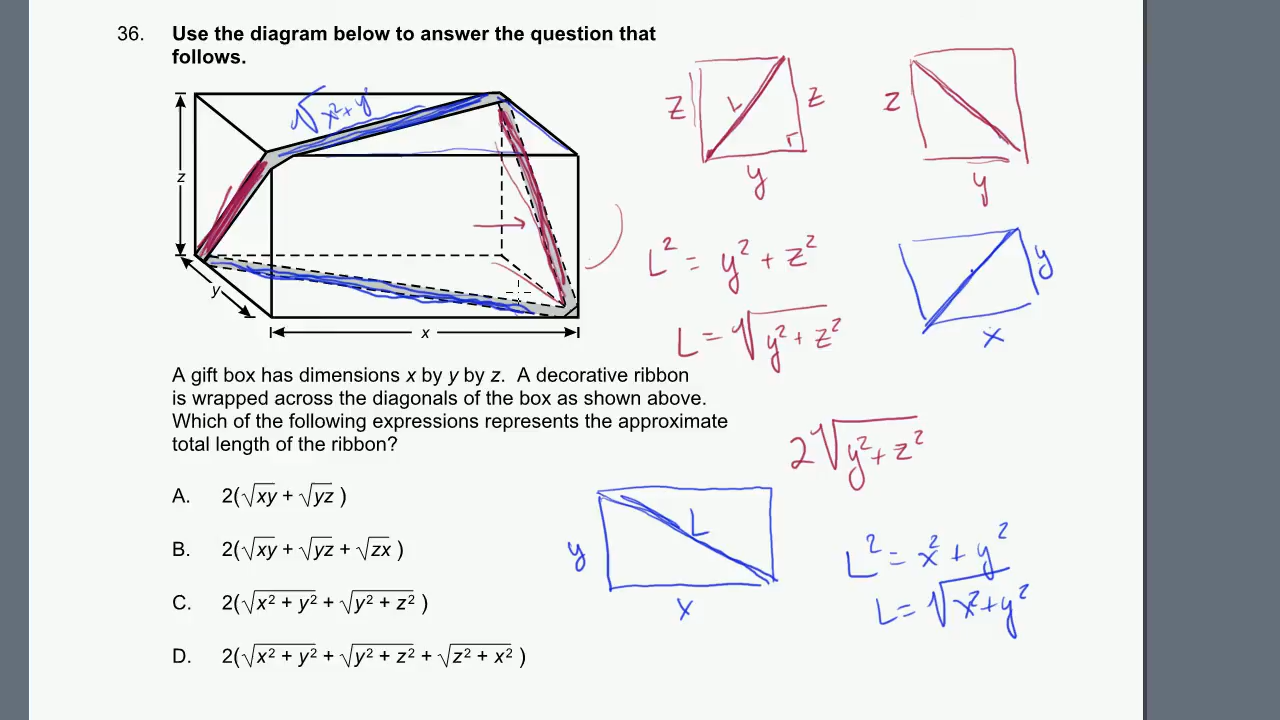 36. Use the diagram below to answer the question that
follows.
√x²+y
z
y
x
A gift box has dimensions x by y by z. A decorative ribbon
is wrapped across the diagonals of the box as shown above.
Which of the following expressions represents the approximate
total length of the ribbon?
A. 2(√xy + √yz )
B. 2(√xy + √yz + √zx )
C. 2(√x² + y² + √y² + z² )
D. 2(√x² + y² + √y² + z² + √z² + x² )
z L z
y
z
y
L² = y² + z²
L = √y² + z²
y
x
2√y² + z²
y L
x
L² = x² + y²
L = √x² + y²